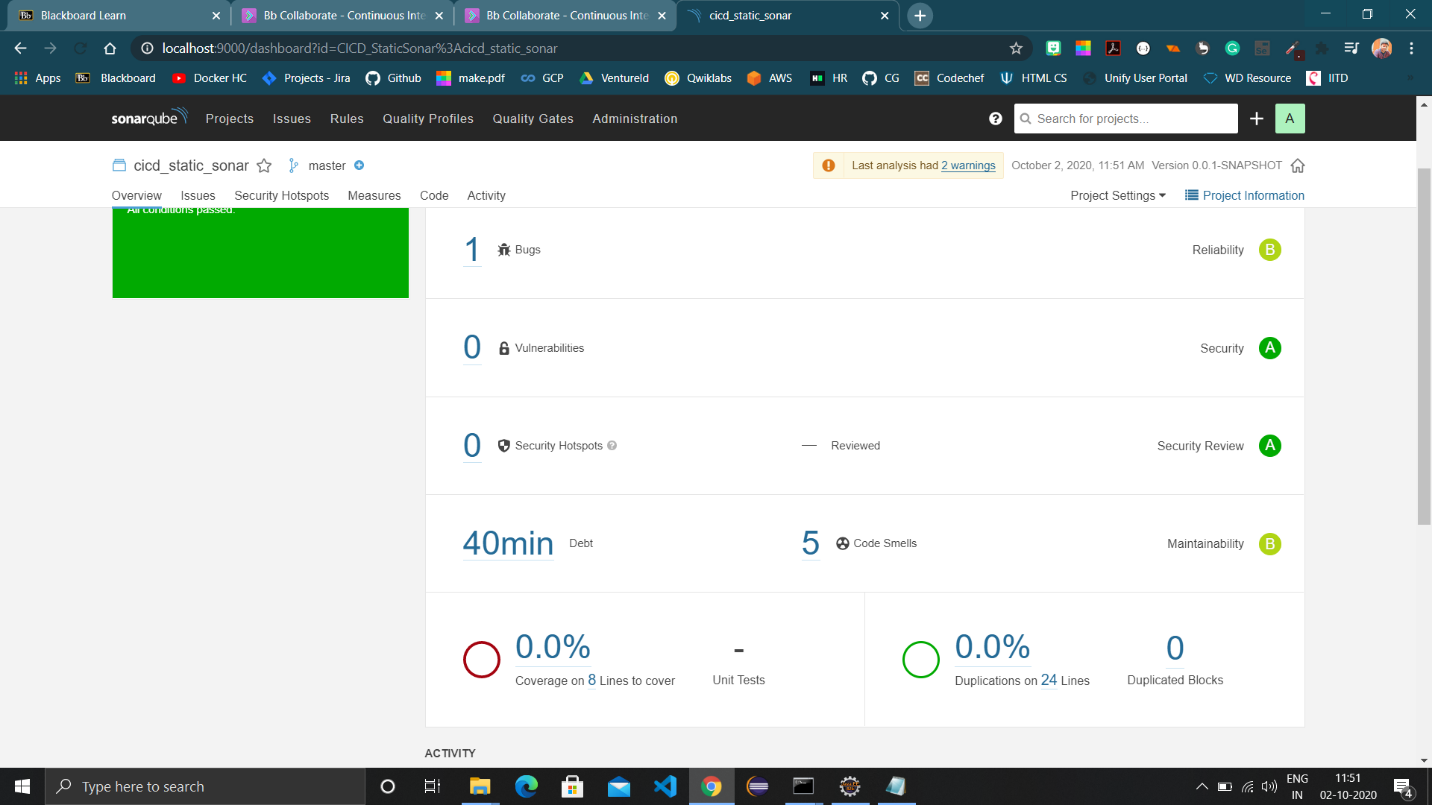 Blackboard Learn
Bb Collaborate - Continuous Inte
Bb Collaborate - Continuous Inte
cicd_static_sonar
localhost:9000/dashboard?id=CICD_StaticSonar%3Acicd_static_sonar
Apps Bb Blackboard Docker HC Projects - Jira Github make.pdf GCP VentureId Qwiklabs AWS HR CG Codechef HTML CS Unify User Portal WD Resource IITD
sonarqube Projects Issues Rules Quality Profiles Quality Gates Administration Search for projects... A
cicd_static_sonar master Last analysis had 2 warnings October 2, 2020, 11:51 AM Version 0.0.1-SNAPSHOT
Overview Issues Security Hotspots Measures Code Activity Project Settings Project Information
All conditions passed.
1 Bugs Reliability B
0 Vulnerabilities Security A
0 Security Hotspots — Reviewed Security Review A
40min Debt 5 Code Smells Maintainability B
0.0% - 0.0% 0
Coverage on 8 Lines to cover Unit Tests Duplications on 24 Lines Duplicated Blocks
ACTIVITY
Type here to search
ENG 11:51
IN 02-10-2020 4